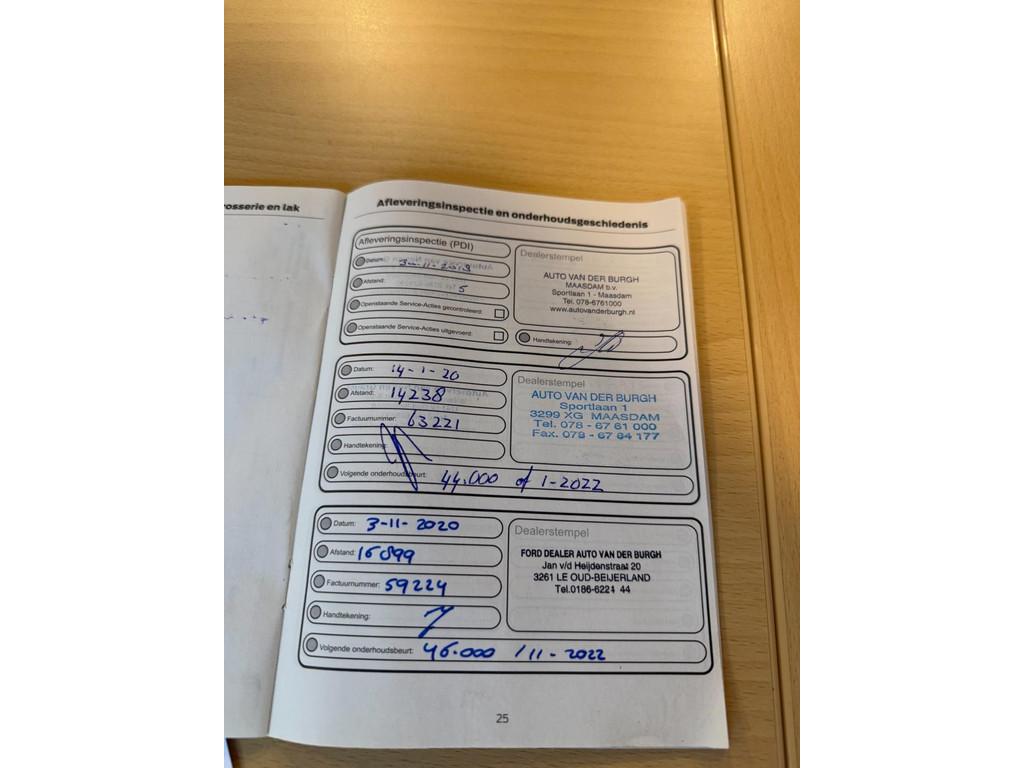 rosserie en lak
Afleveringsinspectie en onderhoudsgeschiedenis
Afleveringsinspectie (PDI)
Datum:
Afstand: 5
Openstaande Service-Acties gecontroleerd:
Openstaande Service-Acties uitgevoerd:
Dealerstempel
AUTO VAN DER BURGH
MAASDAM b.v.
Sportlaan 1 - Maasdam
Tel. 078-6761000
www.autovanderburgh.nl
Handtekening:
Datum: 14-1-20
Afstand: 14238
Factuurnummer: 63221
Handtekening:
Volgende onderhoudsbeurt: 44.000 of 1-2022
Dealerstempel
AUTO VAN DER BURGH
Sportlaan 1
3299 XG MAASDAM
Tel. 078 - 67 61 000
Fax. 078 - 67 64 177
Datum: 3-11-2020
Afstand: 16899
Factuurnummer: 59224
Handtekening:
Volgende onderhoudsbeurt: 46.000 /11-2022
Dealerstempel
FORD DEALER AUTO VAN DER BURGH
Jan v/d Heijdenstraat 20
3261 LE OUD-BEIJERLAND
Tel.0186-6221 44
25